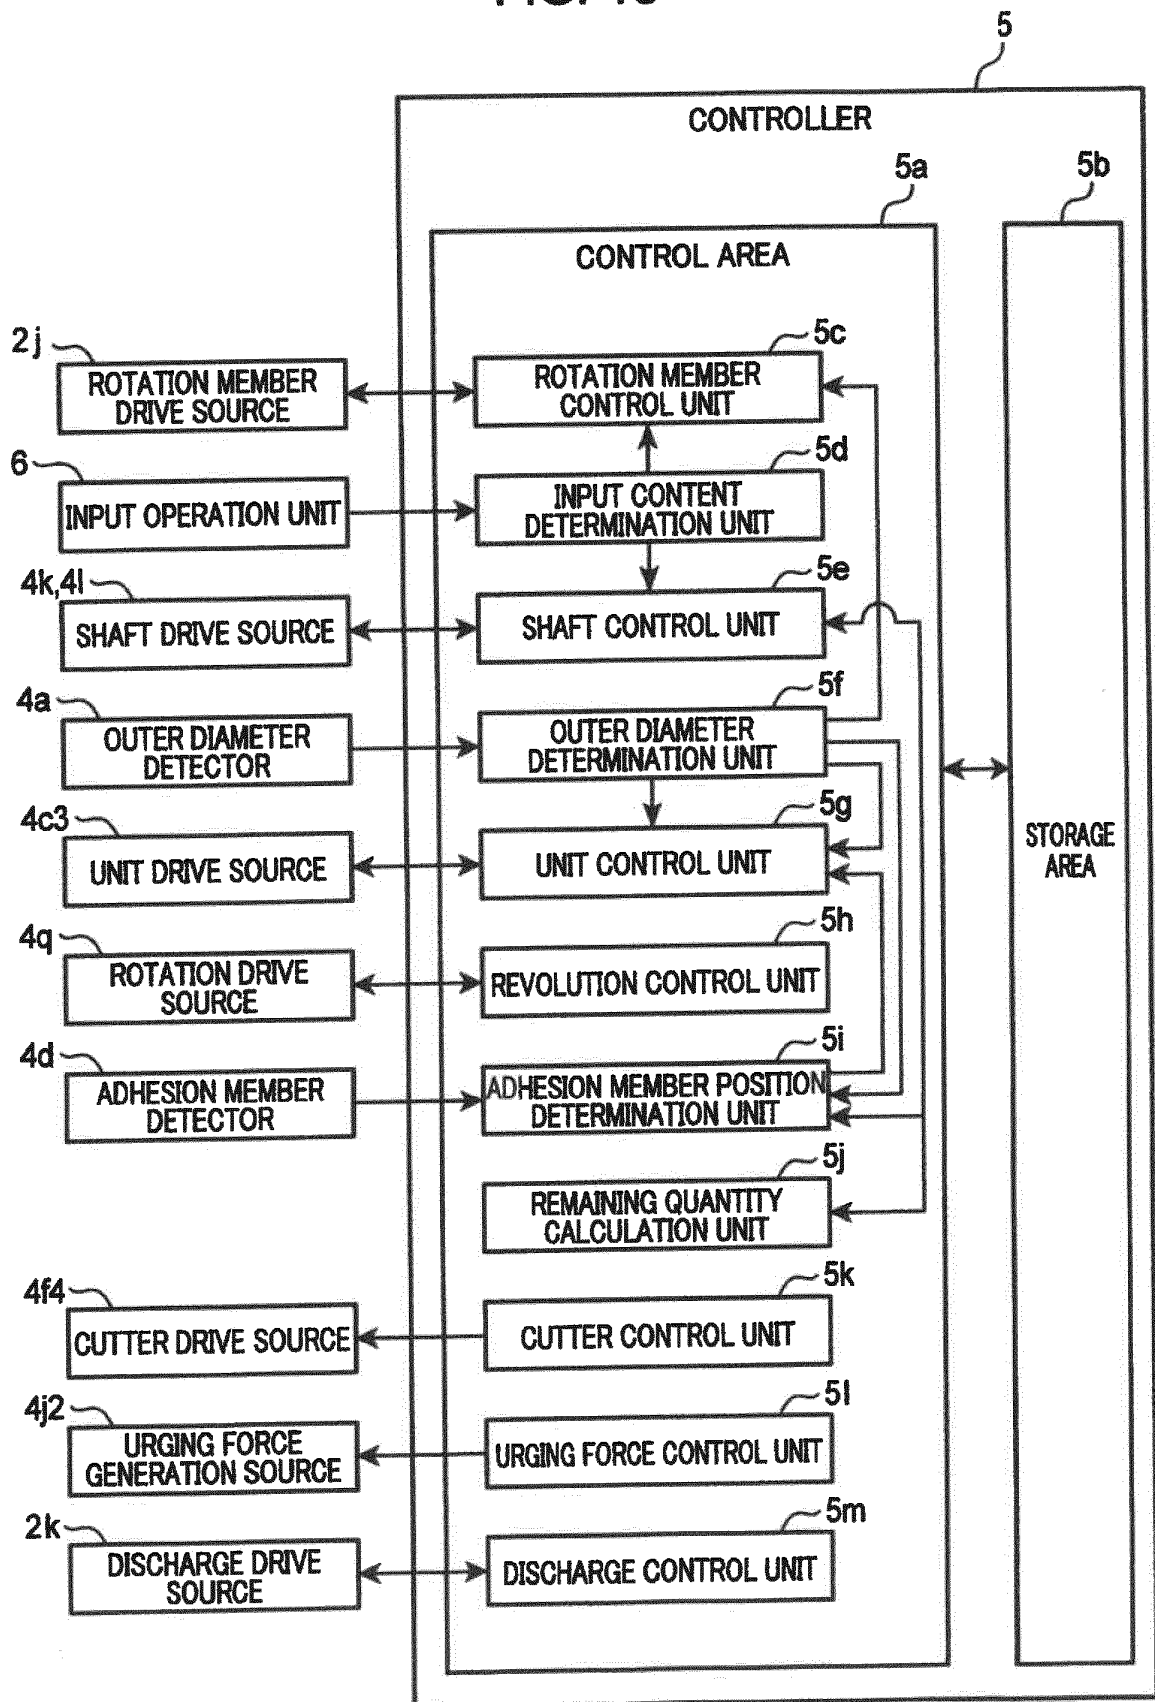 5
CONTROLLER
5a
5b
CONTROL AREA
2j
5c
ROTATION MEMBER
DRIVE SOURCE
ROTATION MEMBER
CONTROL UNIT
6
5d
INPUT OPERATION UNIT
INPUT CONTENT
DETERMINATION UNIT
4k,4l
5e
SHAFT DRIVE SOURCE
SHAFT CONTROL UNIT
4a
5f
OUTER DIAMETER
DETECTOR
OUTER DIAMETER
DETERMINATION UNIT
4c3
5g
UNIT DRIVE SOURCE
UNIT CONTROL UNIT
STORAGE
AREA
4q
5h
ROTATION DRIVE
SOURCE
REVOLUTION CONTROL UNIT
4d
5i
ADHESION MEMBER
DETECTOR
ADHESION MEMBER POSITION
DETERMINATION UNIT
5j
REMAINING QUANTITY
CALCULATION UNIT
4f4
5k
CUTTER DRIVE SOURCE
CUTTER CONTROL UNIT
4j2
5l
URGING FORCE
GENERATION SOURCE
URGING FORCE CONTROL UNIT
2k
5m
DISCHARGE DRIVE
SOURCE
DISCHARGE CONTROL UNIT